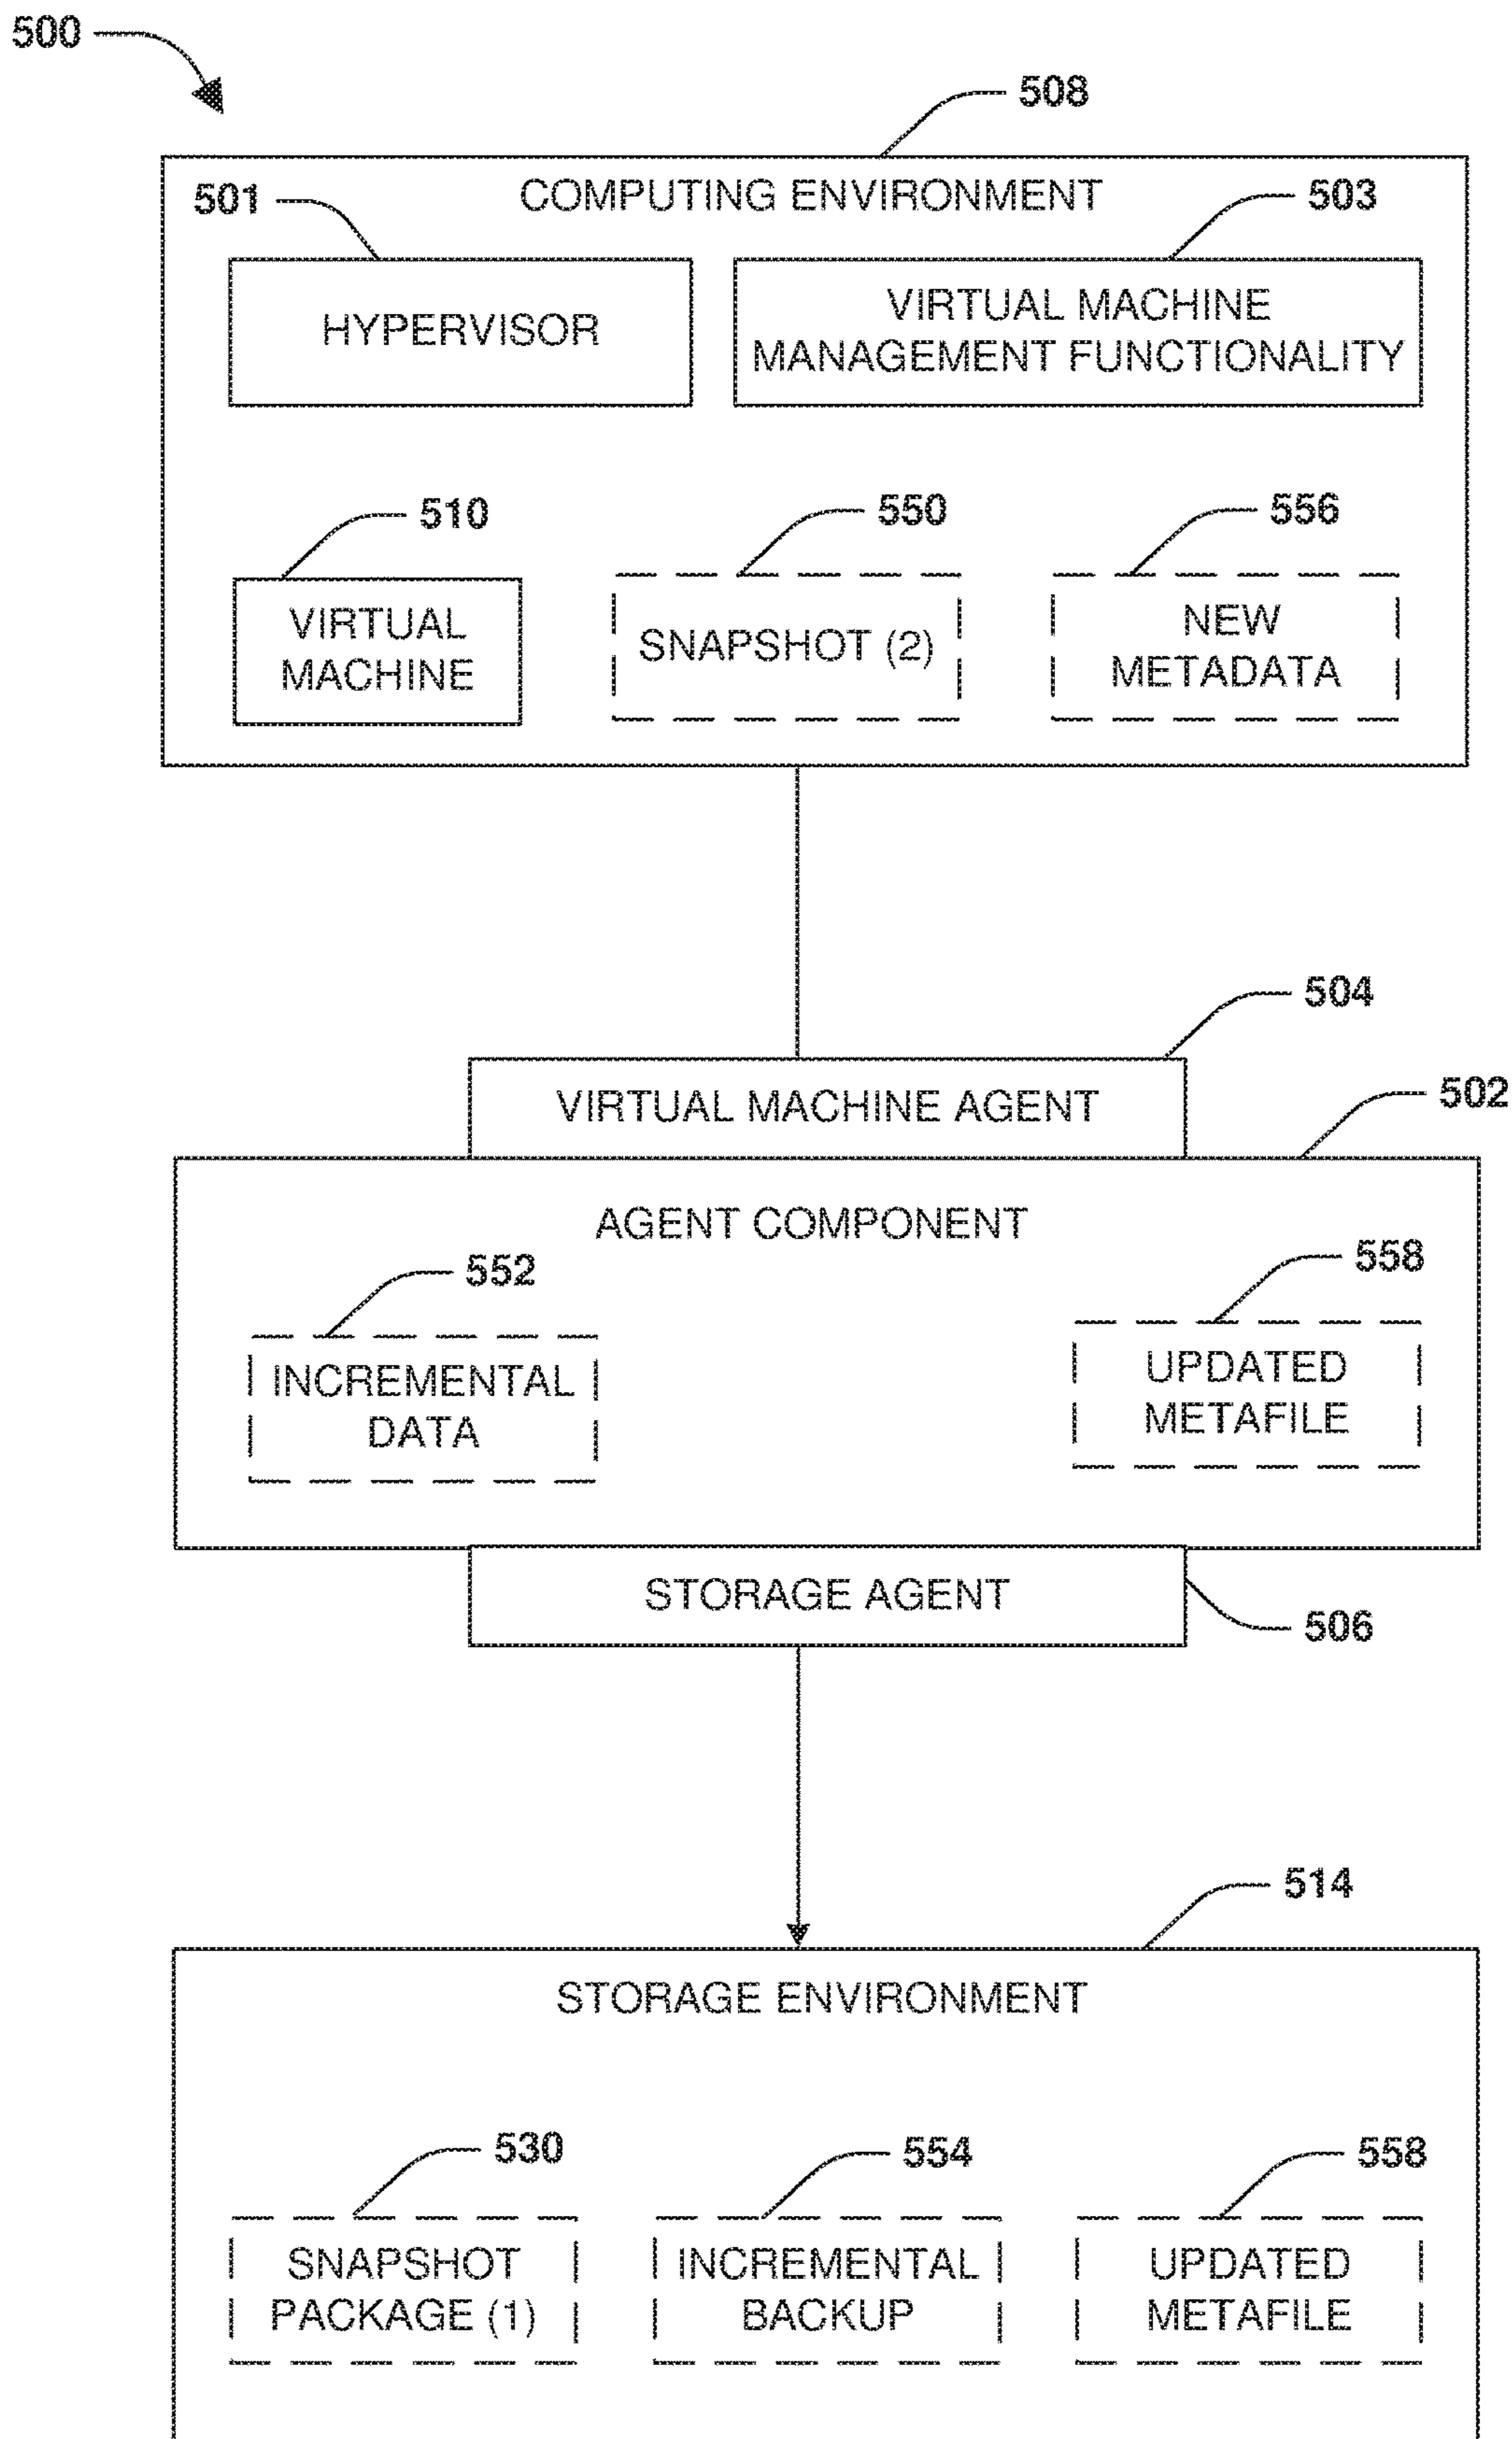 500
508
COMPUTING ENVIRONMENT
501
503
HYPERVISOR
VIRTUAL MACHINE
MANAGEMENT FUNCTIONALITY
510
550
556
VIRTUAL
MACHINE
SNAPSHOT (2)
NEW
METADATA
504
VIRTUAL MACHINE AGENT
502
AGENT COMPONENT
552
558
INCREMENTAL
DATA
UPDATED
METAFILE
STORAGE AGENT
506
514
STORAGE ENVIRONMENT
530
554
558
SNAPSHOT
PACKAGE (1)
INCREMENTAL
BACKUP
UPDATED
METAFILE